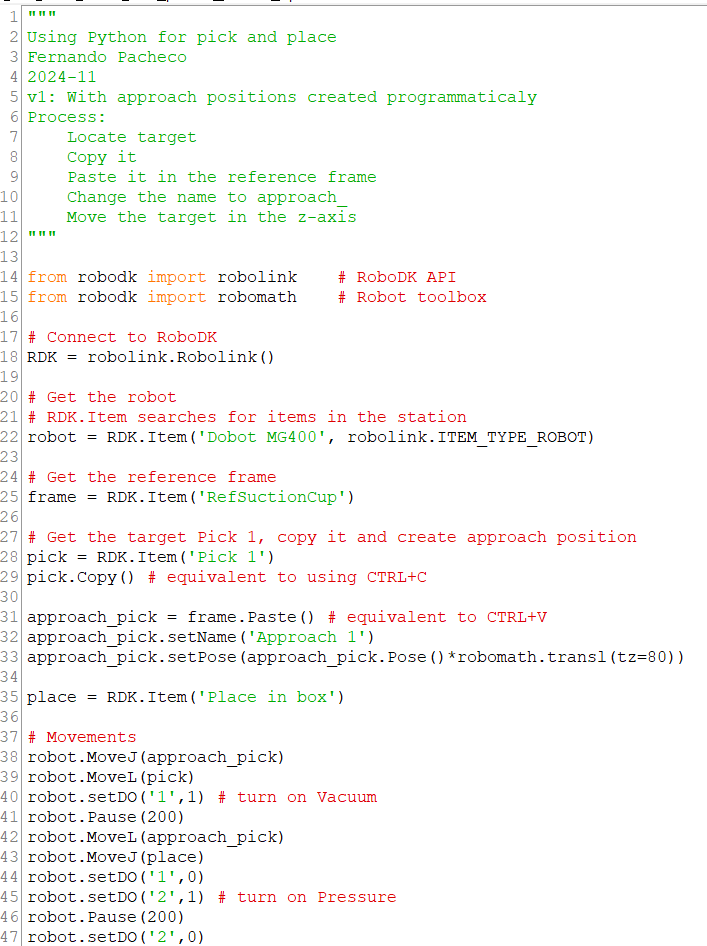 1 """
2 Using Python for pick and place
3 Fernando Pacheco
4 2024-11
5 v1: With approach positions created programmaticaly
6 Process:
7     Locate target
8     Copy it
9     Paste it in the reference frame
10     Change the name to approach_
11     Move the target in the z-axis
12 """
13
14 from robodk import robolink    # RoboDK API
15 from robodk import robomath    # Robot toolbox
16
17 # Connect to RoboDK
18 RDK = robolink.Robolink()
19
20 # Get the robot
21 # RDK.Item searches for items in the station
22 robot = RDK.Item('Dobot MG400', robolink.ITEM_TYPE_ROBOT)
23
24 # Get the reference frame
25 frame = RDK.Item('RefSuctionCup')
26
27 # Get the target Pick 1, copy it and create approach position
28 pick = RDK.Item('Pick 1')
29 pick.Copy() # equivalent to using CTRL+C
30
31 approach_pick = frame.Paste() # equivalent to CTRL+V
32 approach_pick.setName('Approach 1')
33 approach_pick.setPose(approach_pick.Pose()*robomath.transl(tz=80))
34
35 place = RDK.Item('Place in box')
36
37 # Movements
38 robot.MoveJ(approach_pick)
39 robot.MoveL(pick)
40 robot.setDO('1',1) # turn on Vacuum
41 robot.Pause(200)
42 robot.MoveL(approach_pick)
43 robot.MoveJ(place)
44 robot.setDO('1',0)
45 robot.setDO('2',1) # turn on Pressure
46 robot.Pause(200)
47 robot.setDO('2',0)